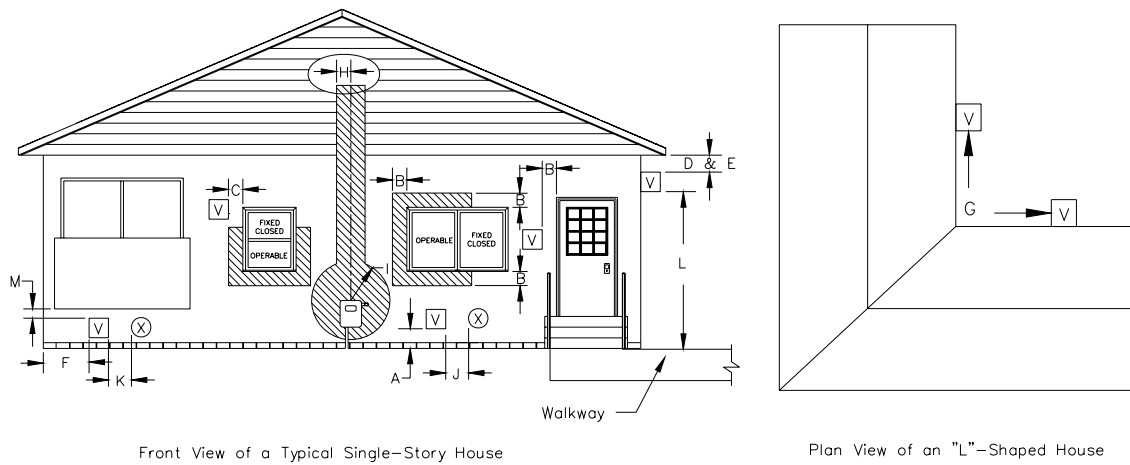 H
D & E
B
V
C
B
B
V
V
FIXED
CLOSED
OPERABLE
OPERABLE
FIXED
CLOSED
V
G
V
I
B
L
M
V
X
V
X
F
K
A
J
Walkway
Front View of a Typical Single-Story House
Plan View of an "L"-Shaped House